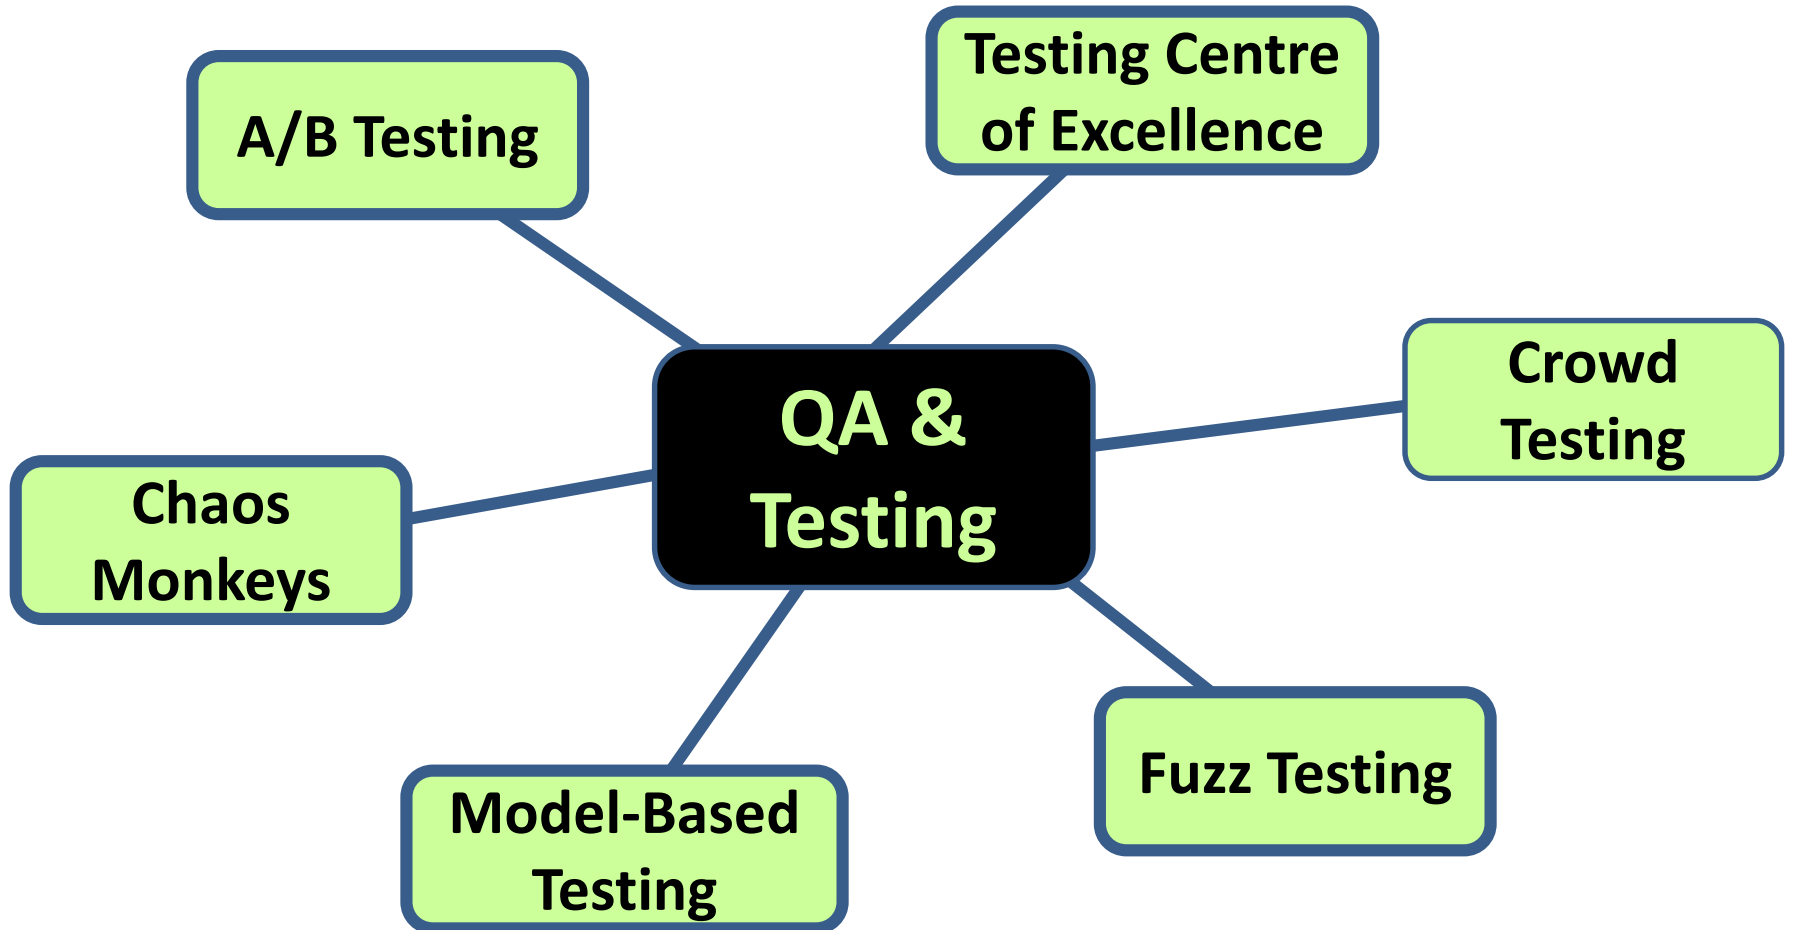 Testing Centre
of Excellence
A/B Testing
Crowd
Testing
QA &
Testing
Chaos
Monkeys
Fuzz Testing
Model-Based
Testing